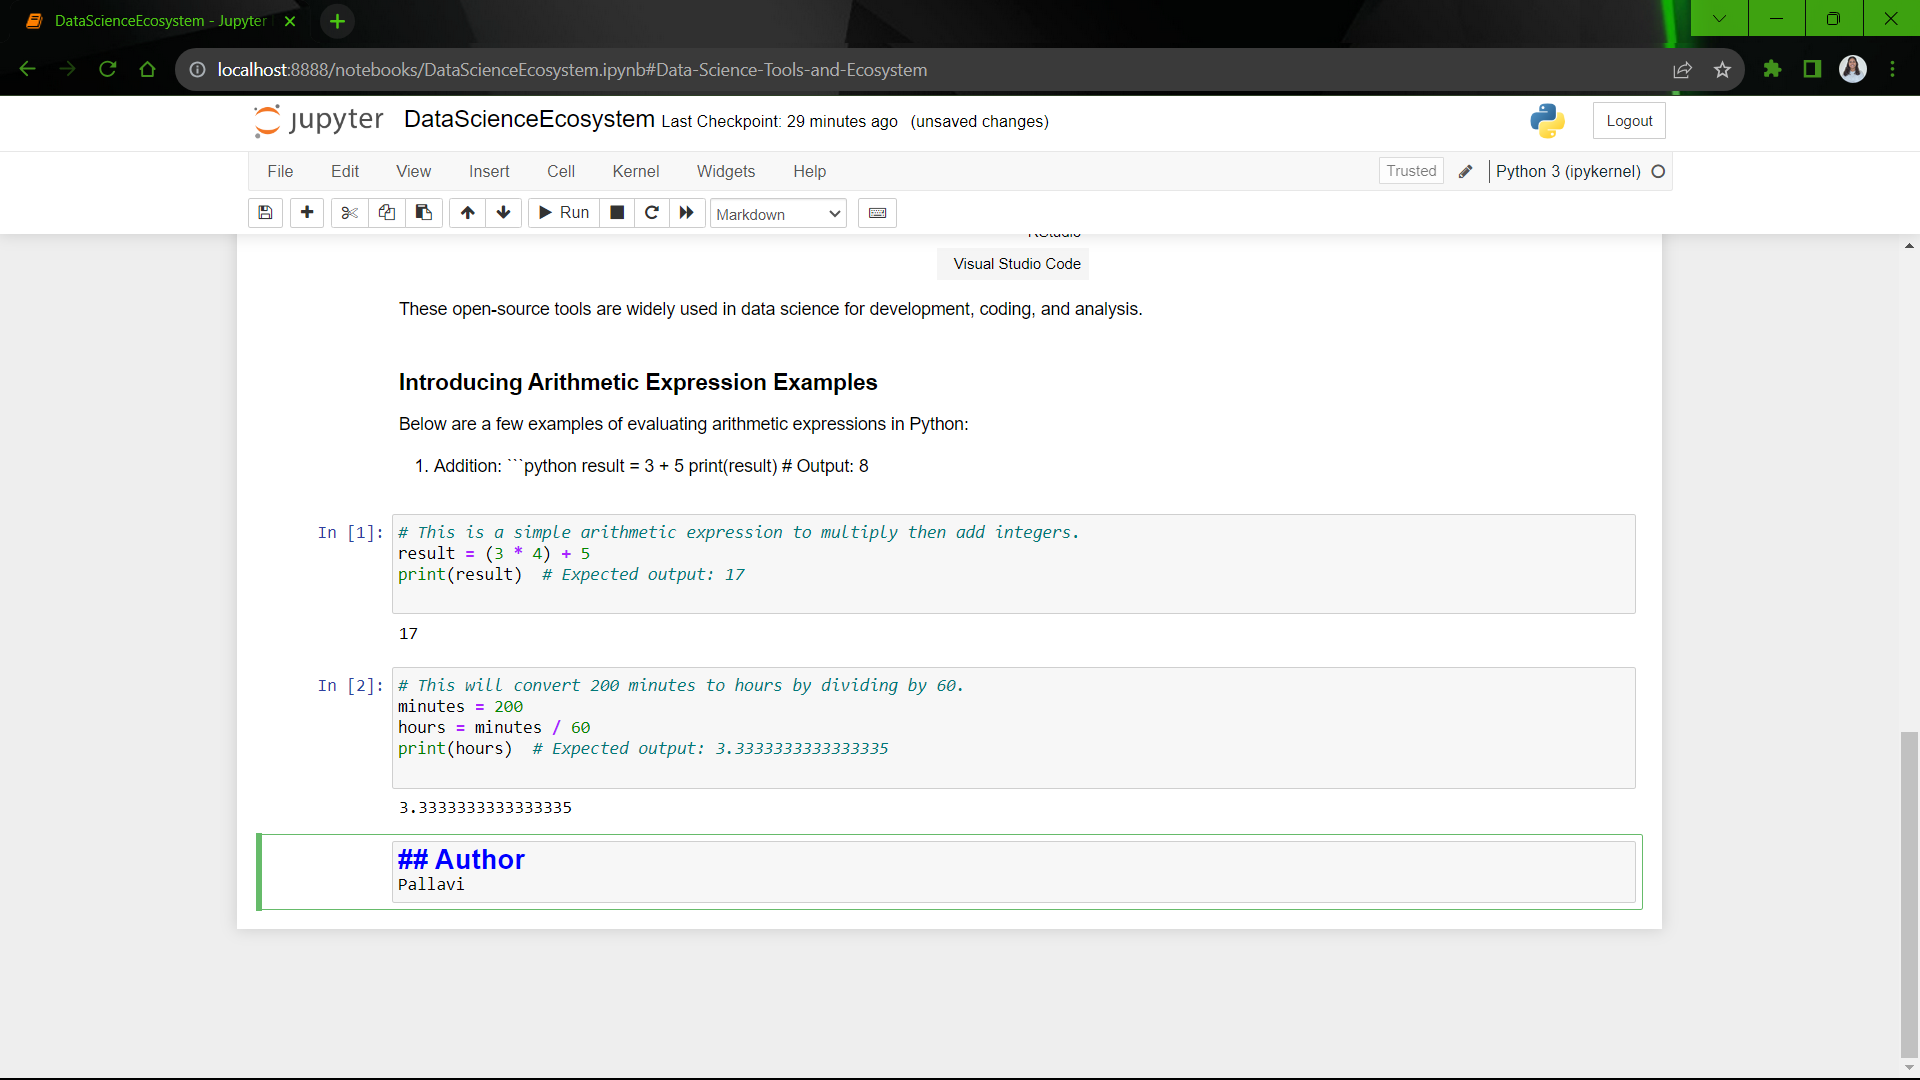 DataScienceEcosystem - Jupyter
localhost:8888/notebooks/DataScienceEcosystem.ipynb#Data-Science-Tools-and-Ecosystem
jupyter DataScienceEcosystem Last Checkpoint: 29 minutes ago (unsaved changes) Logout
File Edit View Insert Cell Kernel Widgets Help Trusted Python 3 (ipykernel)
Run Markdown
RStudio
Visual Studio Code
These open-source tools are widely used in data science for development, coding, and analysis.
Introducing Arithmetic Expression Examples
Below are a few examples of evaluating arithmetic expressions in Python:
1. Addition: ```python result = 3 + 5 print(result) # Output: 8
In [1]: # This is a simple arithmetic expression to multiply then add integers.
result = (3 * 4) + 5
print(result)  # Expected output: 17
17
In [2]: # This will convert 200 minutes to hours by dividing by 60.
minutes = 200
hours = minutes / 60
print(hours)  # Expected output: 3.3333333333333335
3.3333333333333335
## Author
Pallavi